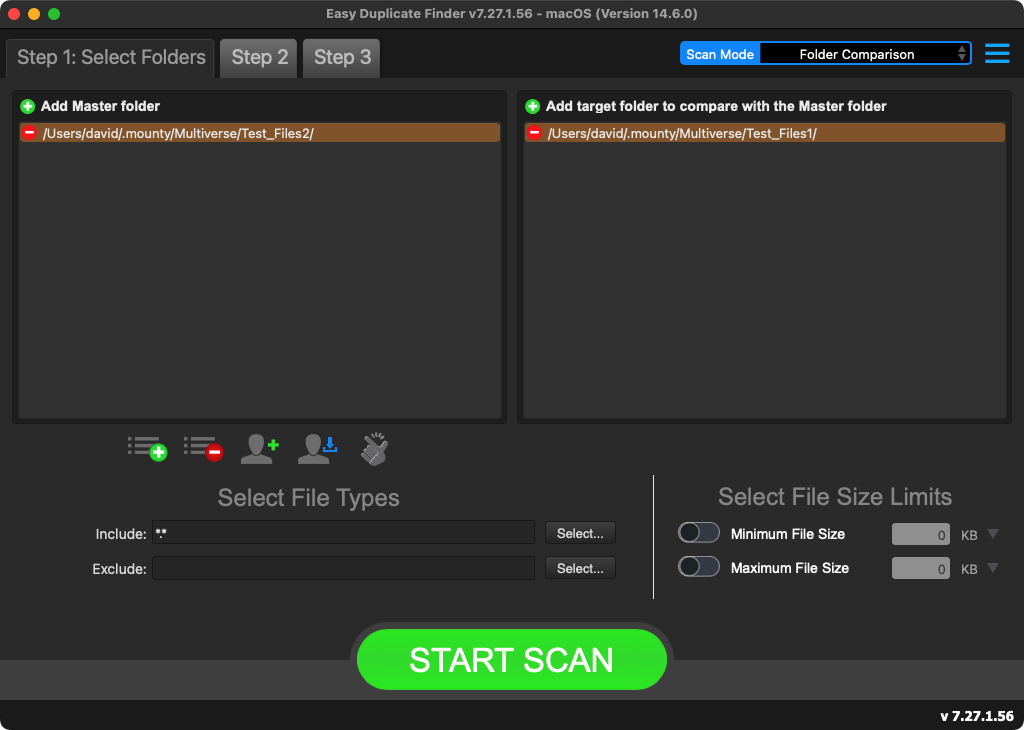 Easy Duplicate Finder v7.27.1.56 - macOS (Version 14.6.0)
Step 1: Select Folders
Step 2
Step 3
Scan Mode
Folder Comparison
Add Master folder
/Users/david/.mounty/Multiverse/Test_Files2/
Add target folder to compare with the Master folder
/Users/david/.mounty/Multiverse/Test_Files1/
Select File Types
Include: *.*
Select...
Exclude:
Select...
Select File Size Limits
Minimum File Size 0 KB
Maximum File Size 0 KB
START SCAN
v 7.27.1.56